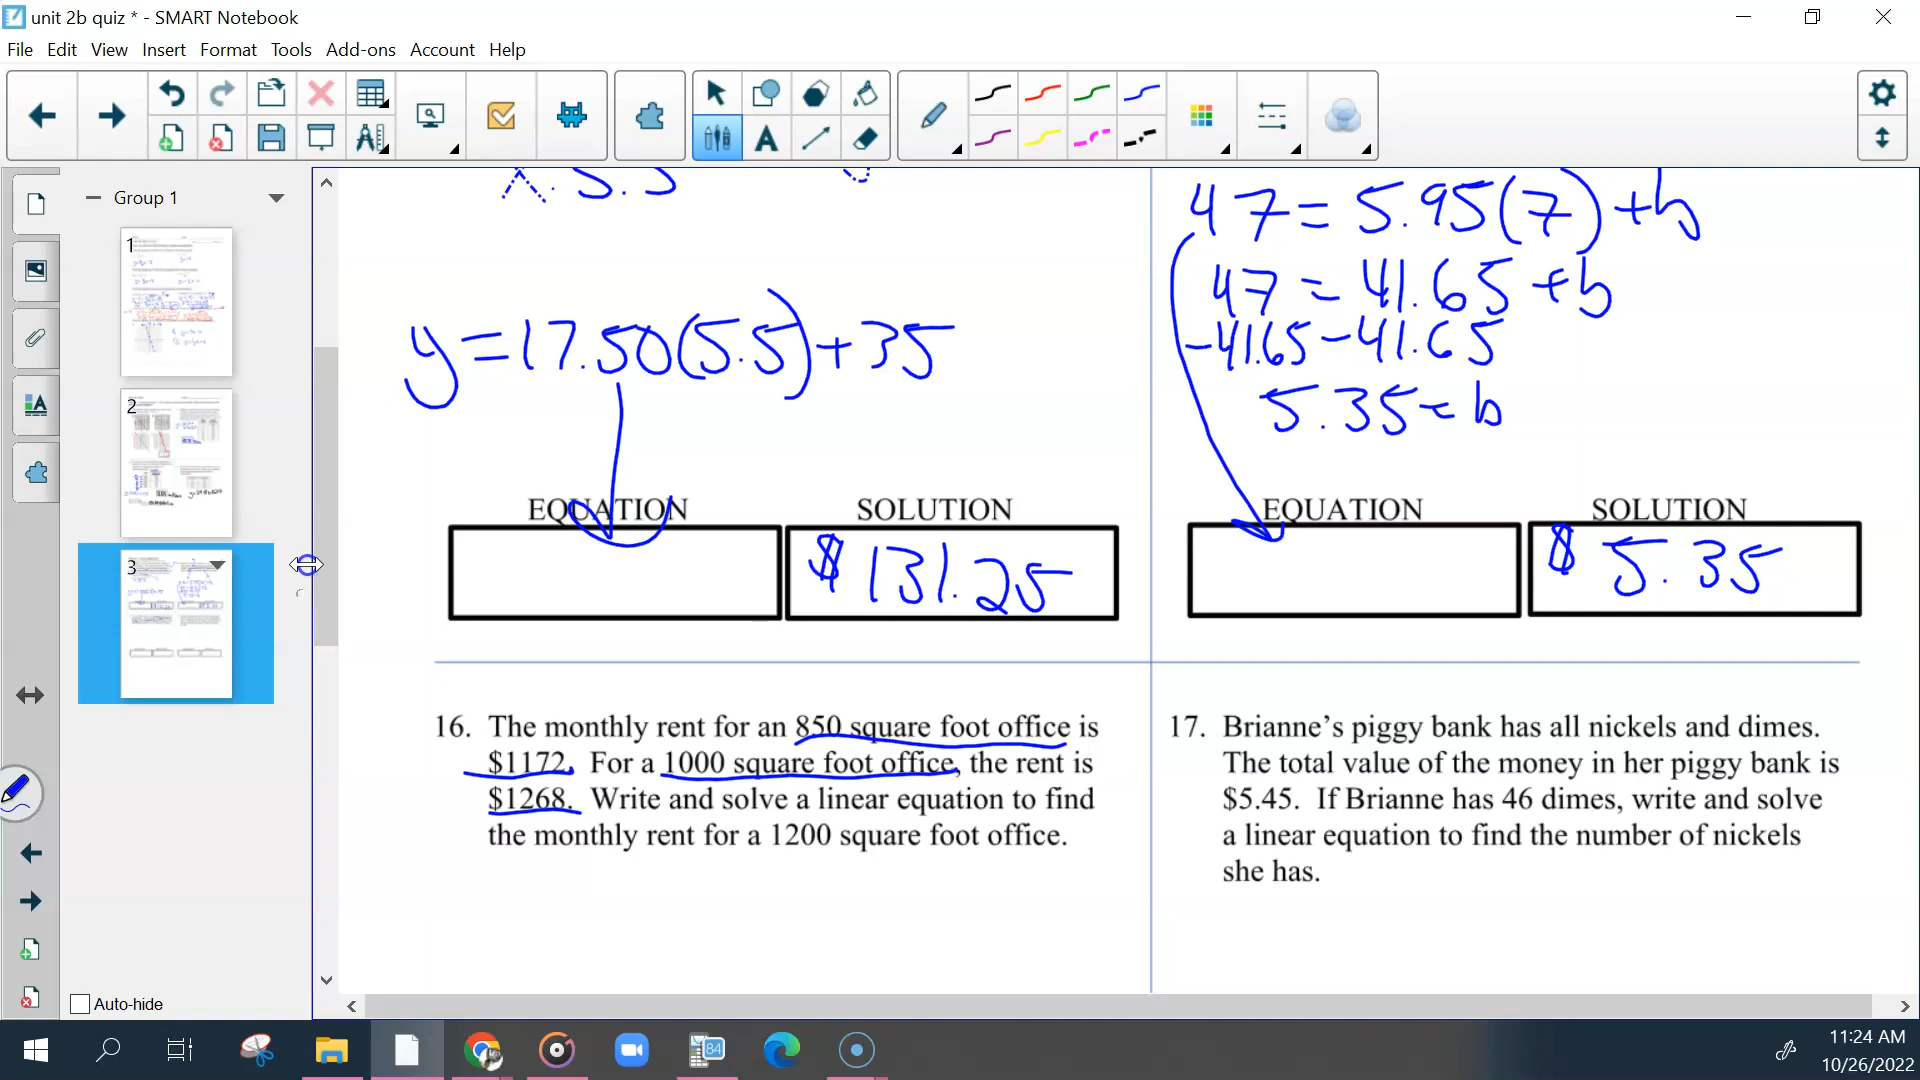 unit 2b quiz * - SMART Notebook
File Edit View Insert Format Tools Add-ons Account Help
Group 1
1
2
3
Auto-hide
y=17.50(5.5)+35
EQUATION SOLUTION
$131.25
47=5.95(7)+b
47=41.65+b
-41.65-41.65
5.35=b
EQUATION SOLUTION
$5.35
16. The monthly rent for an 850 square foot office is
$1172. For a 1000 square foot office, the rent is
$1268. Write and solve a linear equation to find
the monthly rent for a 1200 square foot office.
17. Brianne's piggy bank has all nickels and dimes.
The total value of the money in her piggy bank is
$5.45. If Brianne has 46 dimes, write and solve
a linear equation to find the number of nickels
she has.
84
11:24 AM
10/26/2022